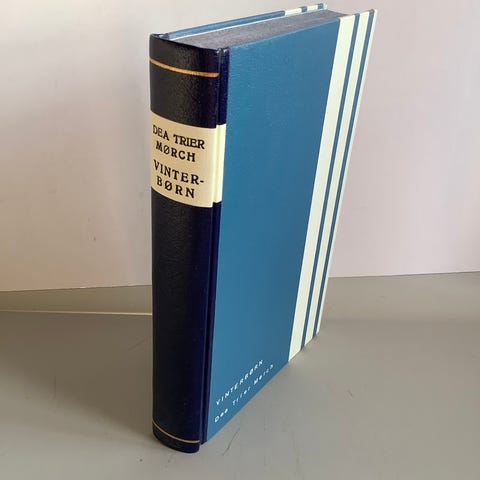 DEA TRIER
MØRCH
VINTER-
BØRN
VINTERBØRN
Dea Trier Mørch